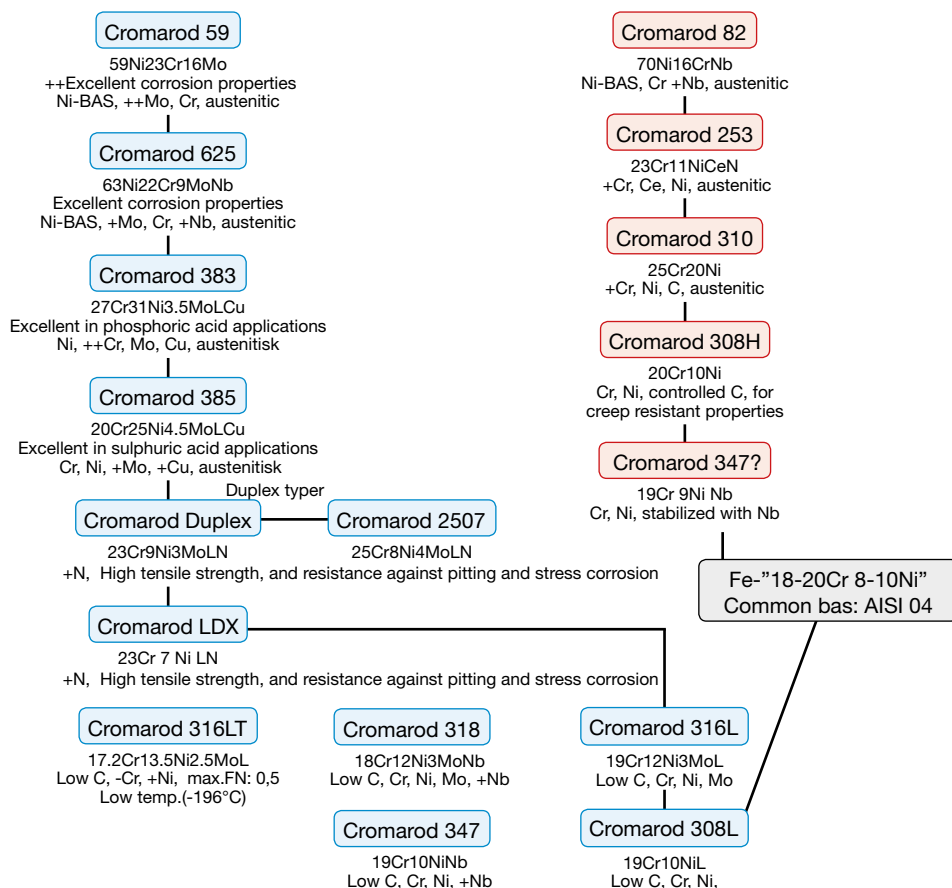 Cromarod 59
59Ni23Cr16Mo
++Excellent corrosion properties
Ni-BAS, ++Mo, Cr, austenitic
Cromarod 625
63Ni22Cr9MoNb
Excellent corrosion properties
Ni-BAS, +Mo, Cr, +Nb, austenitic
Cromarod 383
27Cr31Ni3.5MoLCu
Excellent in phosphoric acid applications
Ni, ++Cr, Mo, Cu, austenitisk
Cromarod 385
20Cr25Ni4.5MoLCu
Excellent in sulphuric acid applications
Cr, Ni, +Mo, +Cu, austenitisk
Duplex typer
Cromarod Duplex
Cromarod 2507
23Cr9Ni3MoLN
25Cr8Ni4MoLN
+N, High tensile strength, and resistance against pitting and stress corrosion
Cromarod LDX
23Cr 7 Ni LN
+N, High tensile strength, and resistance against pitting and stress corrosion
Cromarod 82
70Ni16CrNb
Ni-BAS, Cr +Nb, austenitic
Cromarod 253
23Cr11NiCeN
+Cr, Ce, Ni, austenitic
Cromarod 310
25Cr20Ni
+Cr, Ni, C, austenitic
Cromarod 308H
20Cr10Ni
Cr, Ni, controlled C, for
creep resistant properties
Cromarod 347?
19Cr 9Ni Nb
Cr, Ni, stabilized with Nb
Fe-”18-20Cr 8-10Ni”
Common bas: AISI 04
Cromarod 316LT
17.2Cr13.5Ni2.5MoL
Low C, -Cr, +Ni, max.FN: 0,5
Low temp.(-196°C)
Cromarod 318
18Cr12Ni3MoNb
Low C, Cr, Ni, Mo, +Nb
Cromarod 316L
19Cr12Ni3MoL
Low C, Cr, Ni, Mo
Cromarod 347
19Cr10NiNb
Low C, Cr, Ni, +Nb
Cromarod 308L
19Cr10NiL
Low C, Cr, Ni,